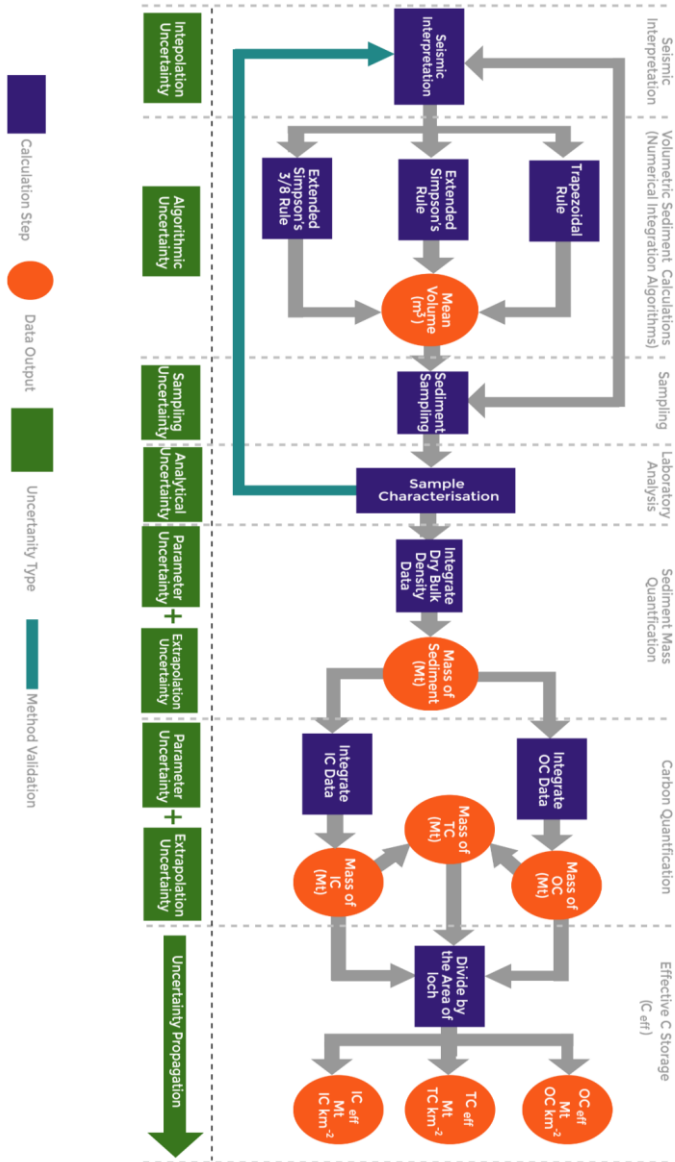 Seismic
Interpretation
Volumetric Sediment Calculations
(Numerical Integration Algorithms)
Sampling
Laboratory
Analysis
Sediment Mass
Quantfication
Carbon Quantfication
Effective C Storage
(C eff)
Seismic
Interpretation
Trapezoidal
Rule
Extended
Simpson's
Rule
Extended
Simpson's
3/8 Rule
Mean
Volume
(m³)
Sediment
Sampling
Sample
Characterisation
Integrate
Dry Bulk
Density
Data
Mass of
Sediment
(Mt)
Integrate
OC Data
Integrate
IC Data
Mass of
OC
(Mt)
Mass of
TC
(Mt)
Mass of
IC
(Mt)
Divide by
the Area of
loch
OC eff
Mt
OC km⁻²
TC eff
Mt
TC km⁻²
IC eff
Mt
IC km⁻²
Intepolation
Uncertainty
Algorithmic
Uncertainty
Sampling
Uncertainty
Analytical
Uncertainty
Parameter
Uncertainty
+
Extrapolation
Uncertainty
Parameter
Uncertainty
+
Extrapolation
Uncertainty
Uncertainty Propagation
Calculation Step
Data Output
Uncertanity Type
Method Validation